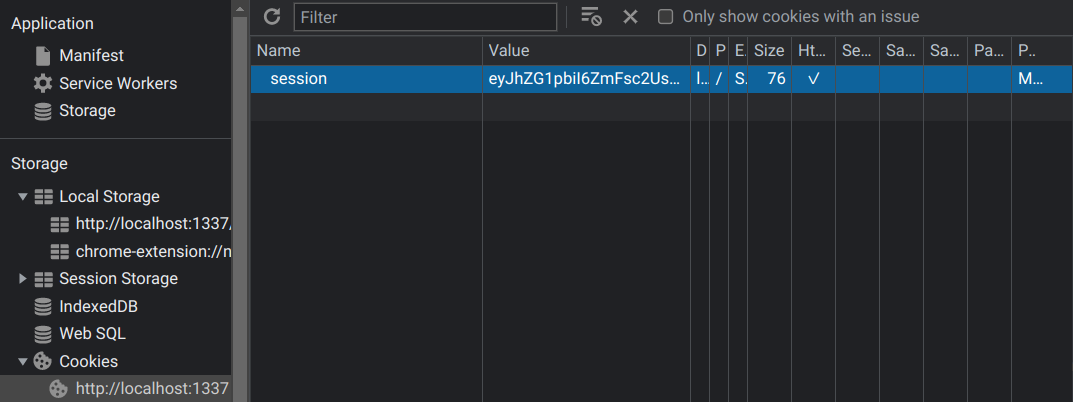 Application
Manifest
Service Workers
Storage
Storage
Local Storage
http://localhost:1337/
chrome-extension://n
Session Storage
IndexedDB
Web SQL
Cookies
http://localhost:1337
Filter
Only show cookies with an issue
Name Value D P E. Size Ht... Se... Sa... Sa... Pa... P..
session eyJhZG1pbiI6ZmFsc2Us... l.. / S. 76 ✓ M...